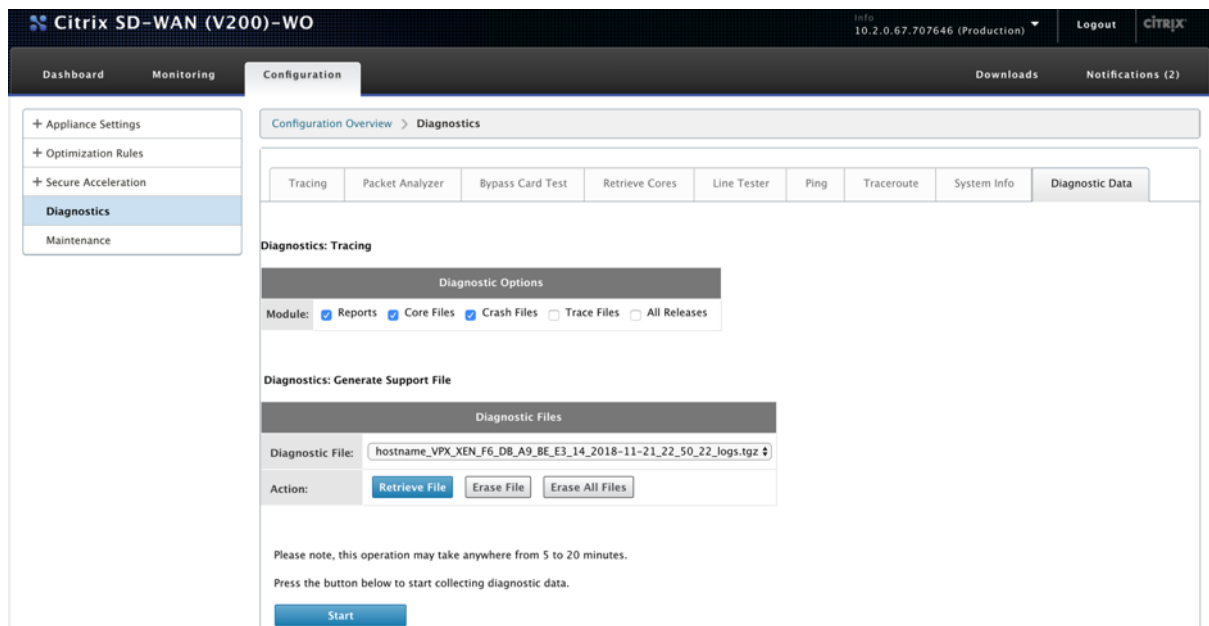 Citrix SD-WAN (V200)-WO
Info
10.2.0.67.707646 (Production)
Logout
CİTRIX
Dashboard Monitoring Configuration Downloads Notifications (2)
+ Appliance Settings
+ Optimization Rules
+ Secure Acceleration
Diagnostics
Maintenance
Configuration Overview > Diagnostics
Tracing Packet Analyzer Bypass Card Test Retrieve Cores Line Tester Ping Traceroute System Info Diagnostic Data
Diagnostics: Tracing
Diagnostic Options
Module: Reports Core Files Crash Files Trace Files All Releases
Diagnostics: Generate Support File
Diagnostic Files
Diagnostic File: hostname_VPX_XEN_F6_DB_A9_BE_E3_14_2018-11-21_22_50_22_logs.tgz
Action: Retrieve File Erase File Erase All Files
Please note, this operation may take anywhere from 5 to 20 minutes.
Press the button below to start collecting diagnostic data.
Start